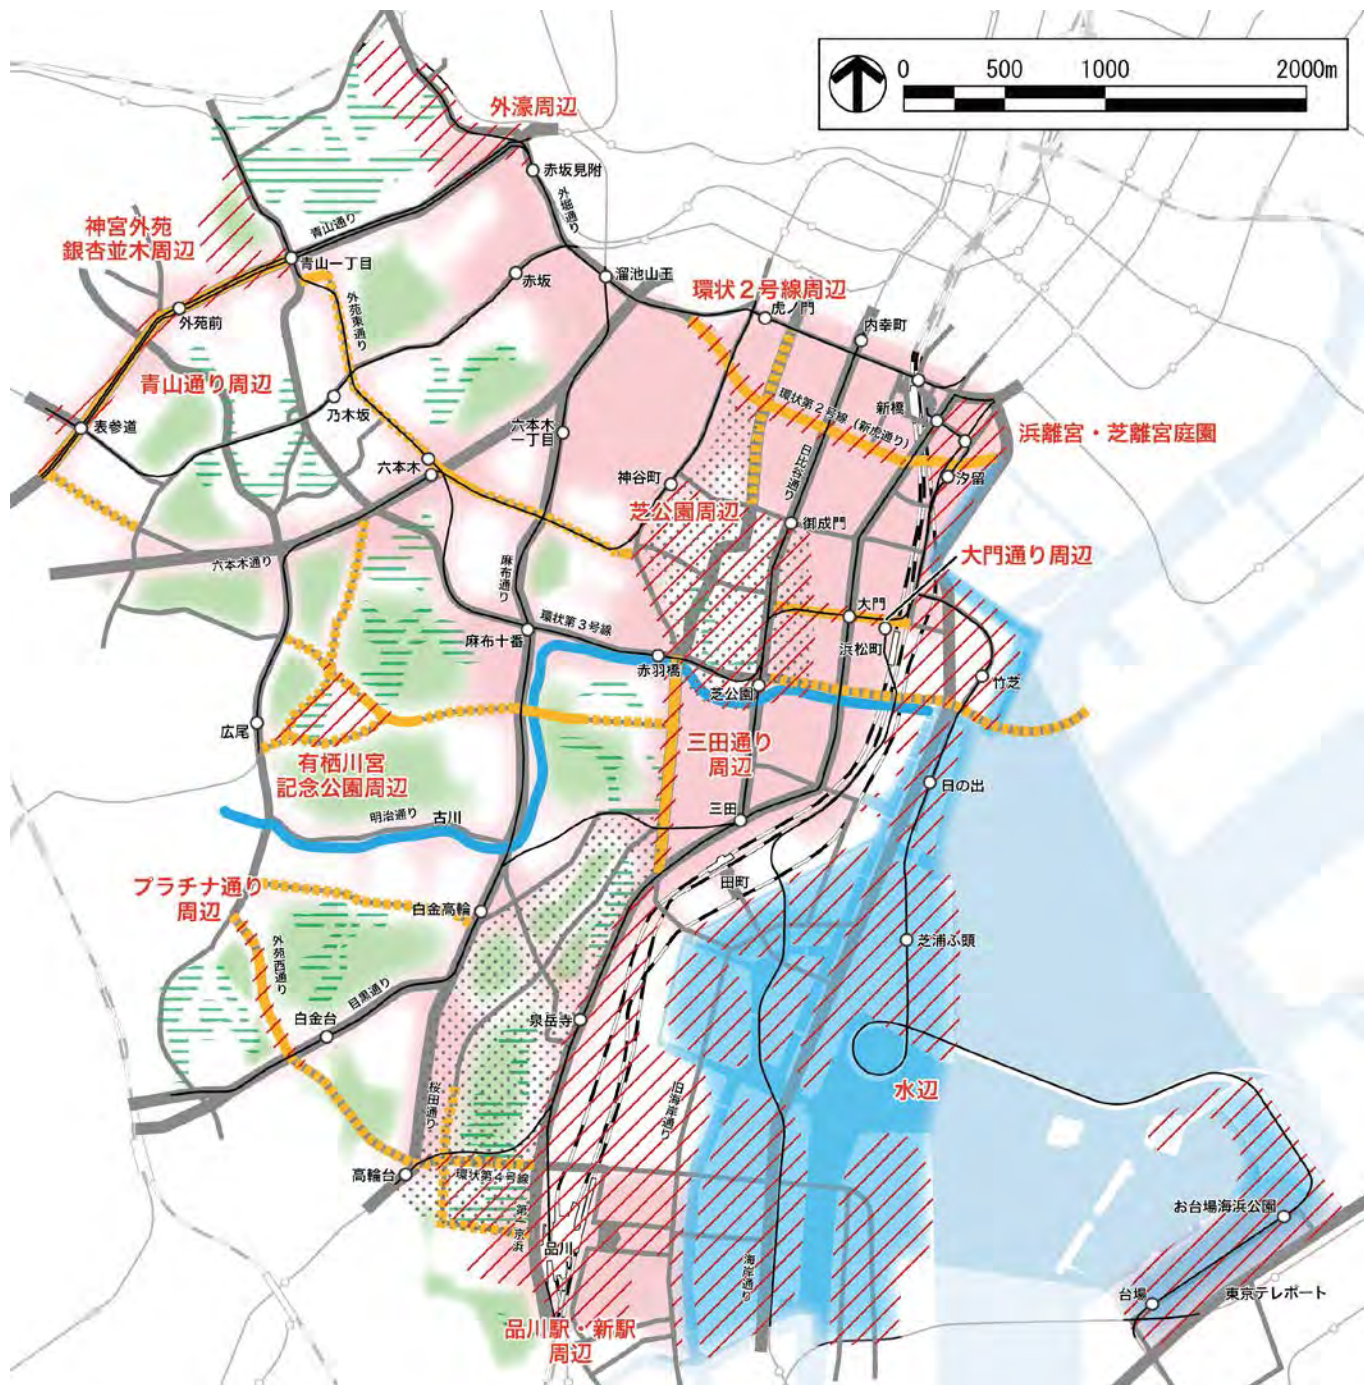 0 500 1000 2000m
外濠周辺
赤坂見附
外堀通り
神宮外苑
銀杏並木周辺
青山通り
青山一丁目
赤坂
溜池山王
環状2号線周辺
虎ノ門
外苑前
外苑東通り
内幸町
青山通り周辺
乃木坂
新橋
環状第2号線(新虎通り)
表参道
六本木
一丁目
浜離宮・芝離宮庭園
六本木
神谷町
日比谷通り
汐留
芝公園周辺
御成門
六本木通り
麻布通り
大門通り周辺
大門
環状第3号線
麻布十番
浜松町
赤羽橋
芝公園
竹芝
広尾
有栖川宮
記念公園周辺
三田通り
周辺
日の出
明治通り
古川
三田
田町
プラチナ通り
周辺
白金高輪
外苑西通り
芝浦ふ頭
目黒通り
白金台
泉岳寺
桜田通り
旧海岸通り
水辺
高輪台
環状第4号線
第一京浜
お台場海浜公園
品川
海岸通り
台場
東京テレポート
品川駅・新駅
周辺